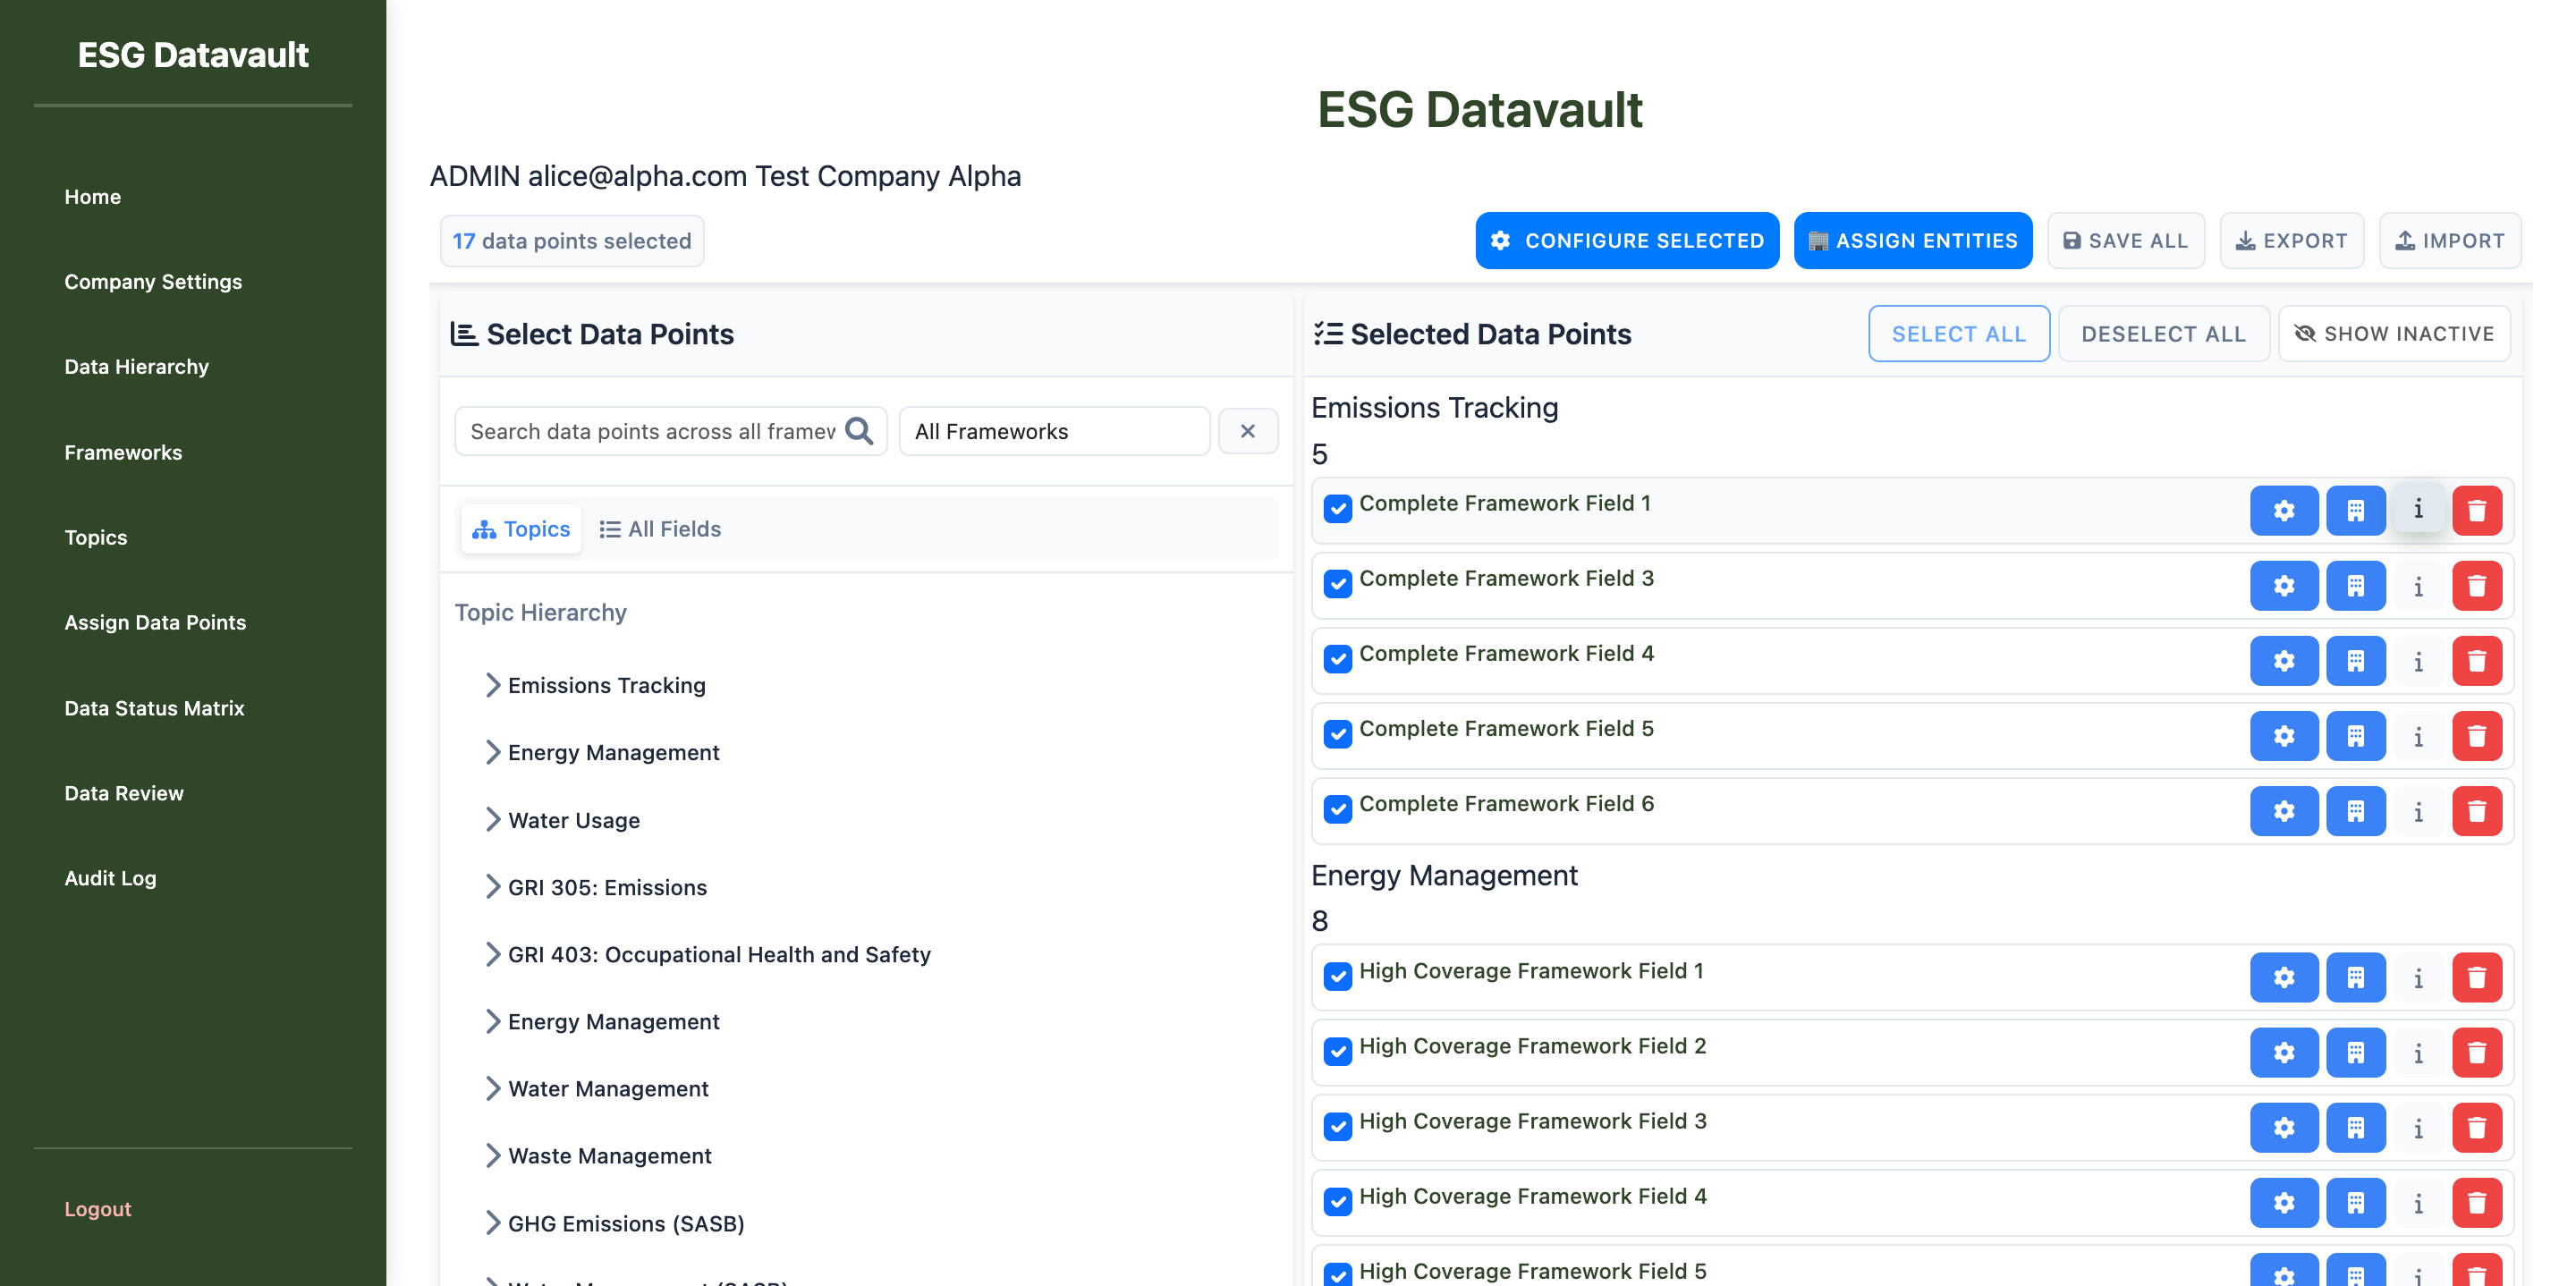 ESG Datavault
Home
Company Settings
Data Hierarchy
Frameworks
Topics
Assign Data Points
Data Status Matrix
Data Review
Audit Log
Logout
ESG Datavault
ADMIN alice@alpha.com Test Company Alpha
17 data points selected
CONFIGURE SELECTED
ASSIGN ENTITIES
SAVE ALL
EXPORT
IMPORT
Select Data Points
Search data points across all framew
All Frameworks
Topics
All Fields
Topic Hierarchy
Emissions Tracking
Energy Management
Water Usage
GRI 305: Emissions
GRI 403: Occupational Health and Safety
Energy Management
Water Management
Waste Management
GHG Emissions (SASB)
Water Management (SASB)
Selected Data Points
SELECT ALL
DESELECT ALL
SHOW INACTIVE
Emissions Tracking
5
Complete Framework Field 1
Complete Framework Field 3
Complete Framework Field 4
Complete Framework Field 5
Complete Framework Field 6
Energy Management
8
High Coverage Framework Field 1
High Coverage Framework Field 2
High Coverage Framework Field 3
High Coverage Framework Field 4
High Coverage Framework Field 5